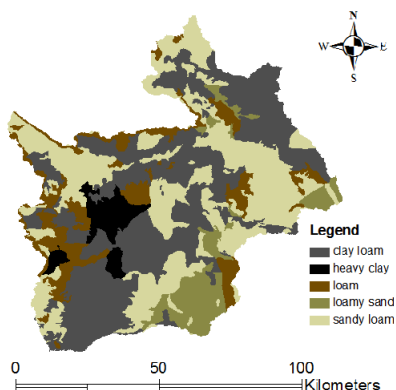 N
W E
S
Legend
clay loam
heavy clay
loam
loamy sand
sandy loam
0 50 100
Kilometers